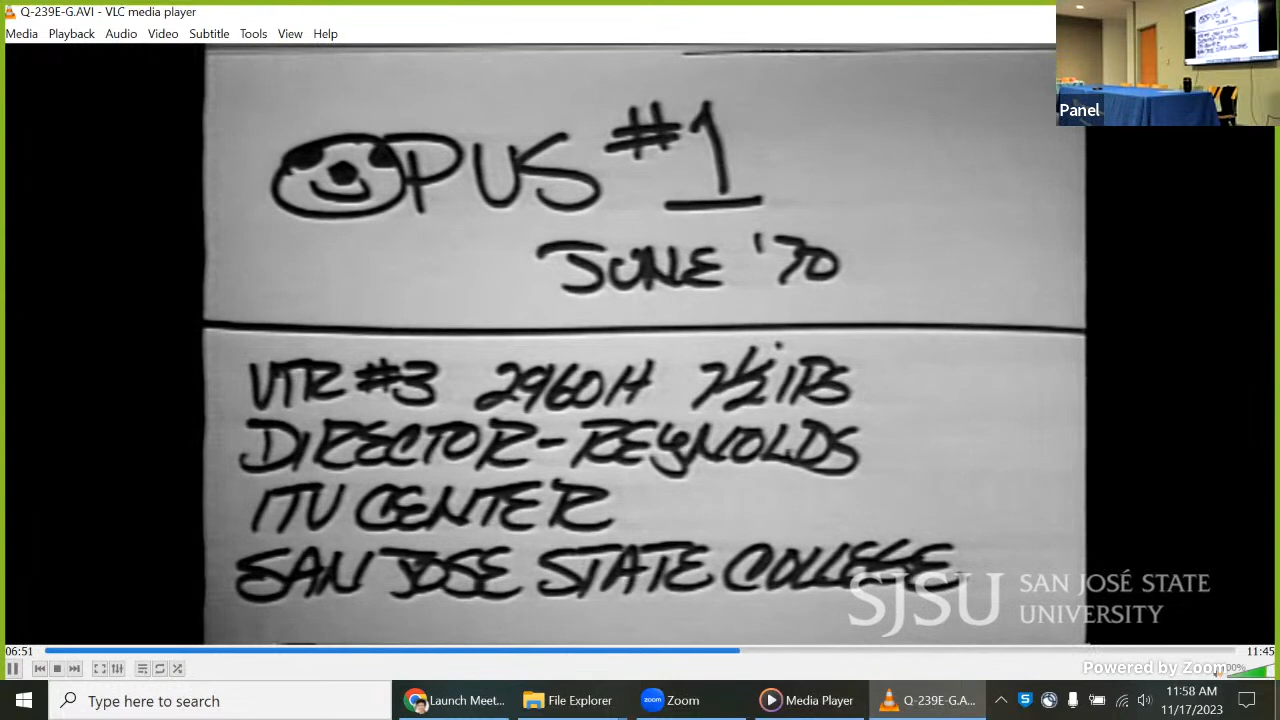 Q-239E-G.AVI - VLC media player
Media Playback Audio Video Subtitle Tools View Help
Panel
OPUS #1
JUNE '70
VTR #3 2960H 7½ IPS
DIRECTOR-REYNOLDS
ITV CENTER
SAN JOSE STATE COLLEGE
SJSU SAN JOSÉ STATE
UNIVERSITY
06:51
11:45
Powered by Zoom
Type here to search
Launch Meet...
File Explorer
Zoom
Media Player
Q-239E-G.A...
11:58 AM
11/17/2023